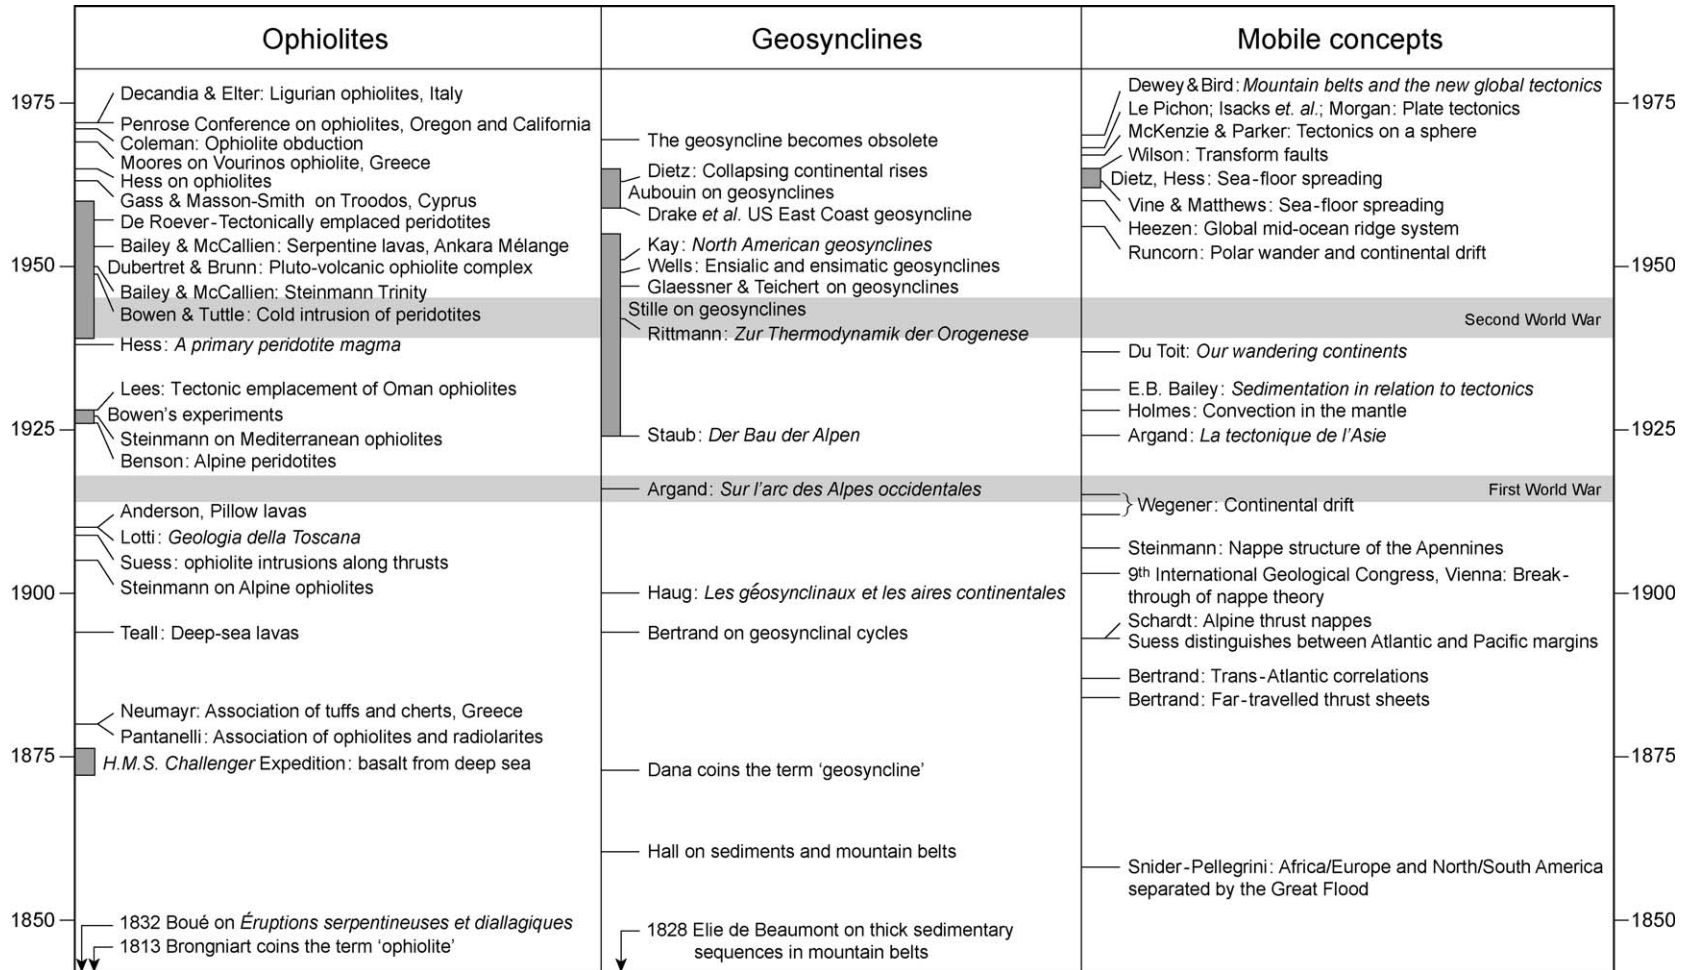 Ophiolites
Geosynclines
Mobile concepts
1975
1950
1925
1900
1875
1850
Decandia & Elter: Ligurian ophiolites, Italy
Penrose Conference on ophiolites, Oregon and California
Coleman: Ophiolite obduction
Moores on Vourinos ophiolite, Greece
Hess on ophiolites
Gass & Masson-Smith on Troodos, Cyprus
De Roever-Tectonically emplaced peridotites
Bailey & McCallien: Serpentine lavas, Ankara Mélange
Dubertret & Brunn: Pluto-volcanic ophiolite complex
Bailey & McCallien: Steinmann Trinity
Bowen & Tuttle: Cold intrusion of peridotites
Hess: A primary peridotite magma
Lees: Tectonic emplacement of Oman ophiolites
Bowen's experiments
Steinmann on Mediterranean ophiolites
Benson: Alpine peridotites
Anderson, Pillow lavas
Lotti: Geologia della Toscana
Suess: ophiolite intrusions along thrusts
Steinmann on Alpine ophiolites
Teall: Deep-sea lavas
Neumayr: Association of tuffs and cherts, Greece
Pantanelli: Association of ophiolites and radiolarites
H.M.S. Challenger Expedition: basalt from deep sea
1832 Boué on Éruptions serpentineuses et diallagiques
1813 Brongniart coins the term ‘ophiolite’
The geosyncline becomes obsolete
Dietz: Collapsing continental rises
Aubouin on geosynclines
Drake et al. US East Coast geosyncline
Kay: North American geosynclines
Wells: Ensialic and ensimatic geosynclines
Glaessner & Teichert on geosynclines
Stille on geosynclines
Rittmann: Zur Thermodynamik der Orogenese
Staub: Der Bau der Alpen
Argand: Sur l'arc des Alpes occidentales
Haug: Les géosynclinaux et les aires continentales
Bertrand on geosynclinal cycles
Dana coins the term ‘geosyncline’
Hall on sediments and mountain belts
1828 Elie de Beaumont on thick sedimentary
sequences in mountain belts
Dewey & Bird: Mountain belts and the new global tectonics
Le Pichon; Isacks et. al.; Morgan: Plate tectonics
McKenzie & Parker: Tectonics on a sphere
Wilson: Transform faults
Dietz, Hess: Sea-floor spreading
Vine & Matthews: Sea-floor spreading
Heezen: Global mid-ocean ridge system
Runcorn: Polar wander and continental drift
Second World War
Du Toit: Our wandering continents
E.B. Bailey: Sedimentation in relation to tectonics
Holmes: Convection in the mantle
Argand: La tectonique de l'Asie
First World War
Wegener: Continental drift
Steinmann: Nappe structure of the Apennines
9th International Geological Congress, Vienna: Break-
through of nappe theory
Schardt: Alpine thrust nappes
Suess distinguishes between Atlantic and Pacific margins
Bertrand: Trans-Atlantic correlations
Bertrand: Far-travelled thrust sheets
Snider-Pellegrini: Africa/Europe and North/South America
separated by the Great Flood
1975
1950
1925
1900
1875
1850